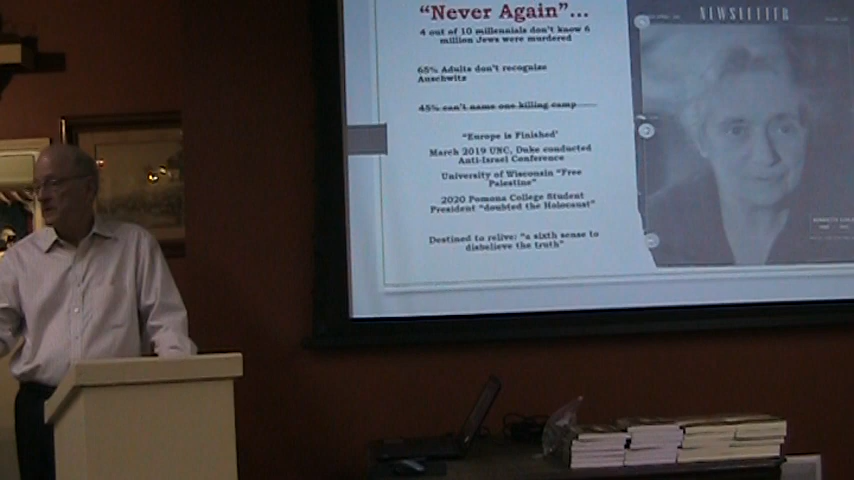 “Never Again”...
4 out of 10 millennials don't know 6
million Jews were murdered
65% Adults don't recognize
Auschwitz
45% can't name one killing camp
“Europe is Finished’
March 2019 UNC, Duke conducted
Anti-Israel Conference
University of Wisconsin “Free
Palestine”
2020 Pomona College Student
President “doubted the Holocaust”
Destined to relive: “a sixth sense to
disbelieve the truth”
NEWSLETTER